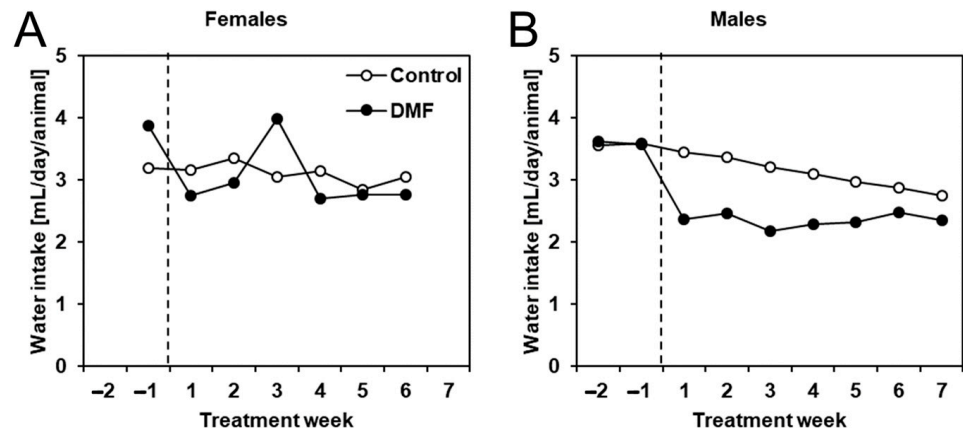 A
Females
Water intake [mL/day/animal]
5
4
3
2
1
0
Control
DMF
–2 –1 1 2 3 4 5 6 7
Treatment week
B
Males
Water intake [mL/day/animal]
5
4
3
2
1
0
–2 –1 1 2 3 4 5 6 7
Treatment week